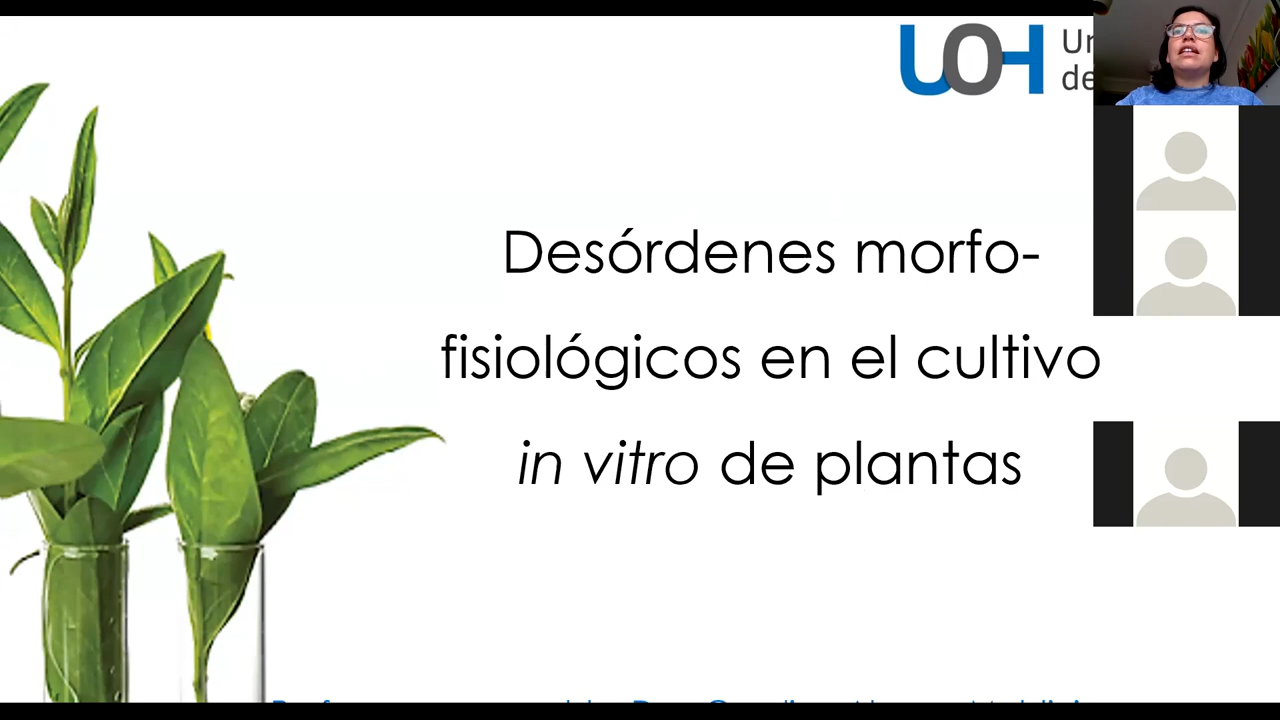 UOH
Desórdenes morfo-
fisiológicos en el cultivo
in vitro de plantas